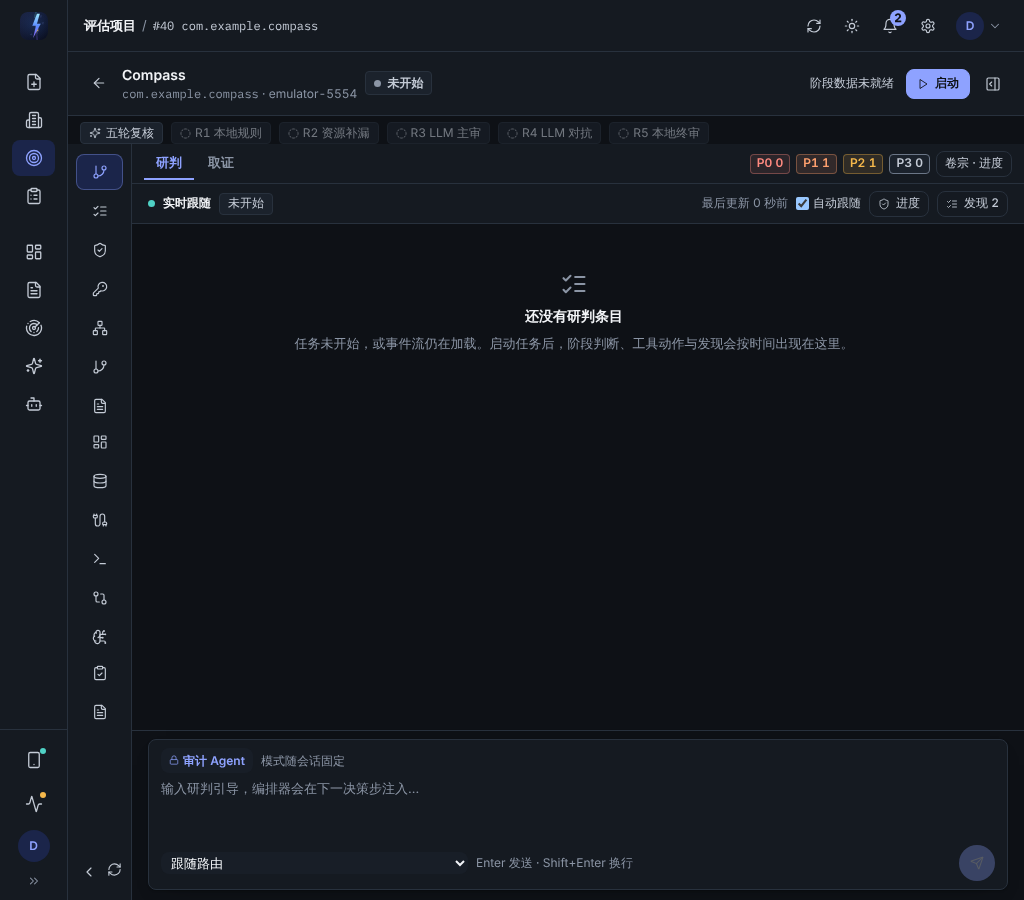 评估项目 / #40 com.example.compass
2
D
Compass
com.example.compass · emulator-5554
未开始
阶段数据未就绪
启动
五轮复核
R1 本地规则
R2 资源补漏
R3 LLM 主审
R4 LLM 对抗
R5 本地终审
研判
取证
P0 0
P1 1
P2 1
P3 0
卷宗 · 进度
实时跟随
未开始
最后更新 0 秒前
自动跟随
进度
发现 2
还没有研判条目
任务未开始，或事件流仍在加载。启动任务后，阶段判断、工具动作与发现会按时间出现在这里。
审计 Agent
模式随会话固定
输入研判引导，编排器会在下一决策步注入...
跟随路由
Enter 发送 · Shift+Enter 换行
D